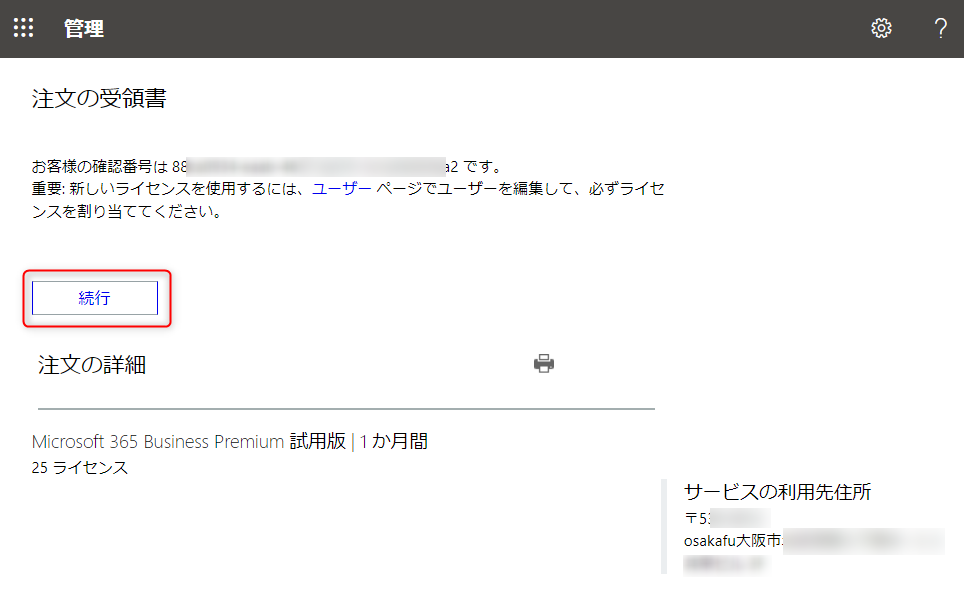 管理
?
注文の受領書
お客様の確認番号は 88 a2 です。
重要: 新しいライセンスを使用するには、ユーザー ページでユーザーを編集して、必ずライセ
ンスを割り当ててください。
続行
注文の詳細
Microsoft 365 Business Premium 試用版 | 1 か月間
25 ライセンス
サービスの利用先住所
〒53
osakafu大阪市